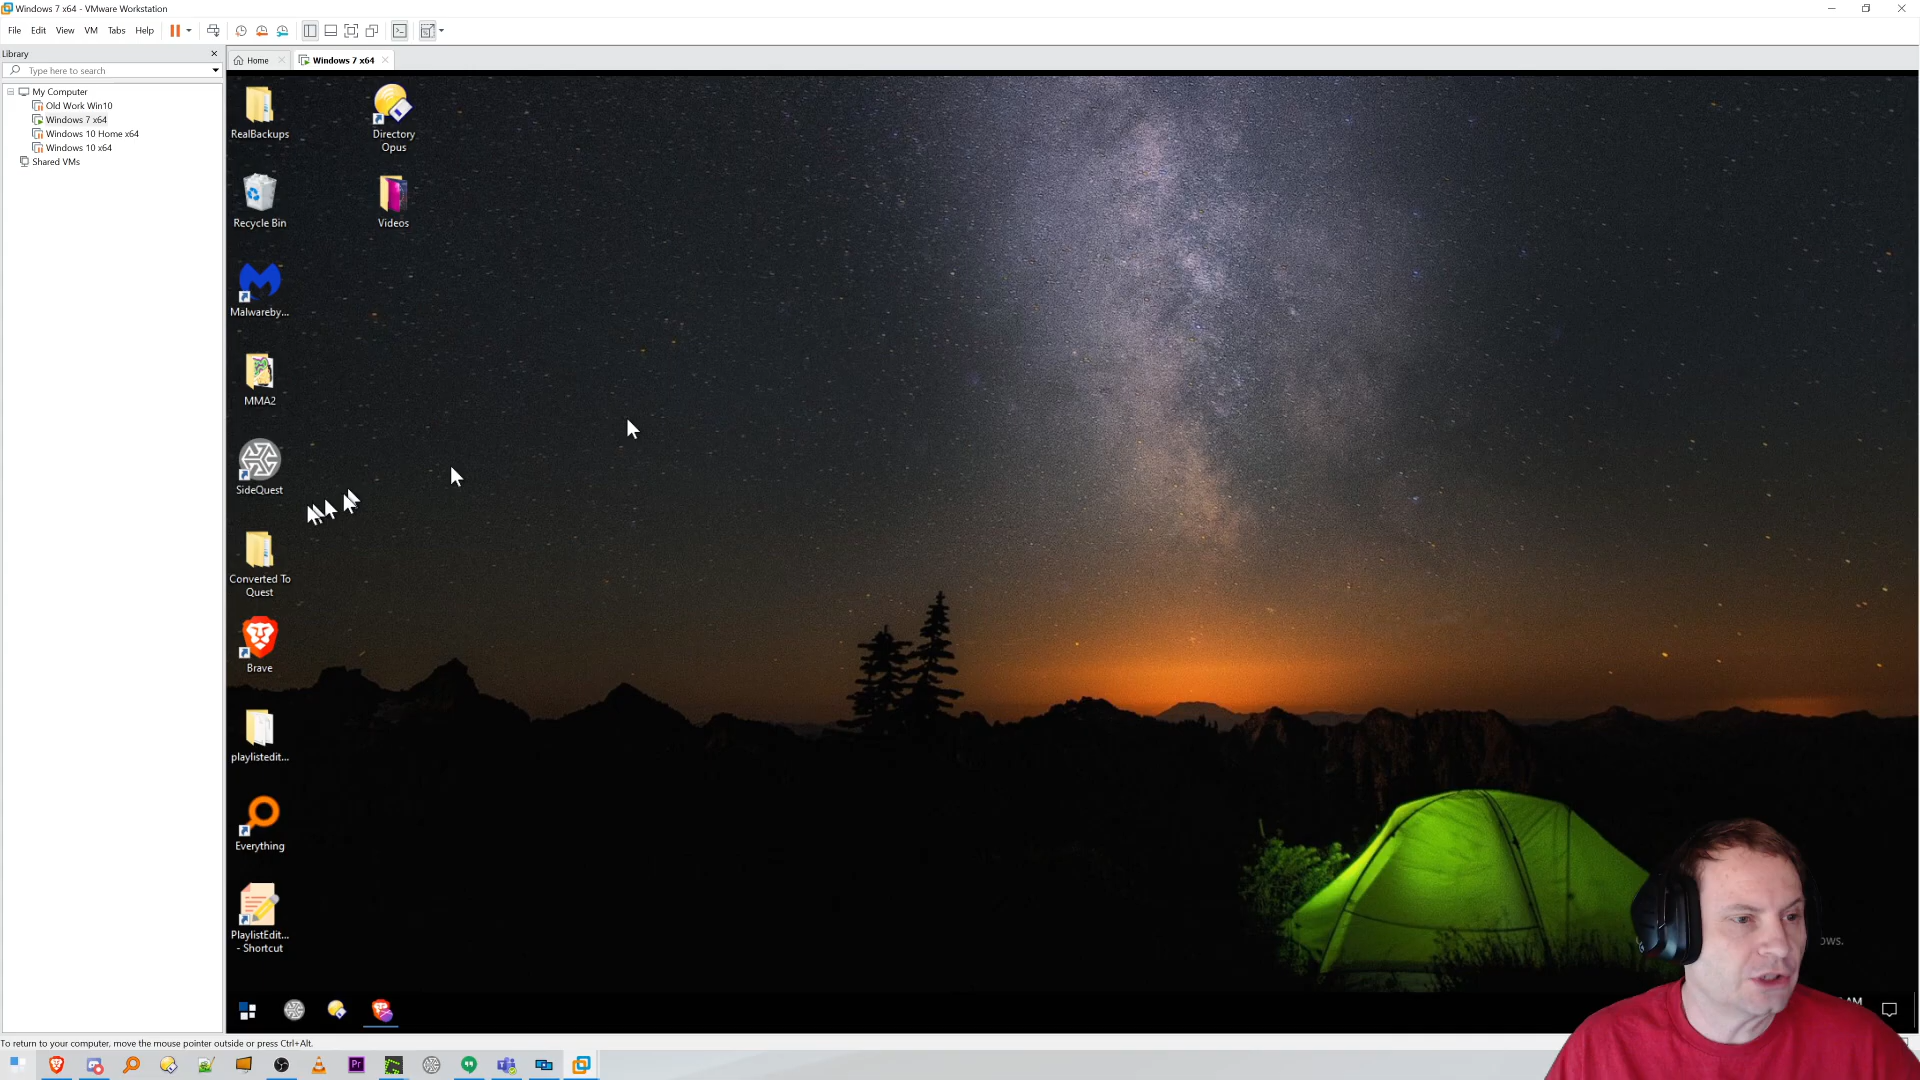 Windows 7 x64 - VMware Workstation
File Edit View VM Tabs Help
Library
Type here to search
My Computer
Old Work Win10
Windows 7 x64
Windows 10 Home x64
Windows 10 x64
Shared VMs
Home
Windows 7 x64
RealBackups
Directory
Opus
Recycle Bin
Videos
Malwareby...
MMA2
SideQuest
Converted To
Quest
Brave
playlistedit...
Everything
PlaylistEdit...
- Shortcut
ows.
AM
To return to your computer, move the mouse pointer outside or press Ctrl+Alt.
Pr